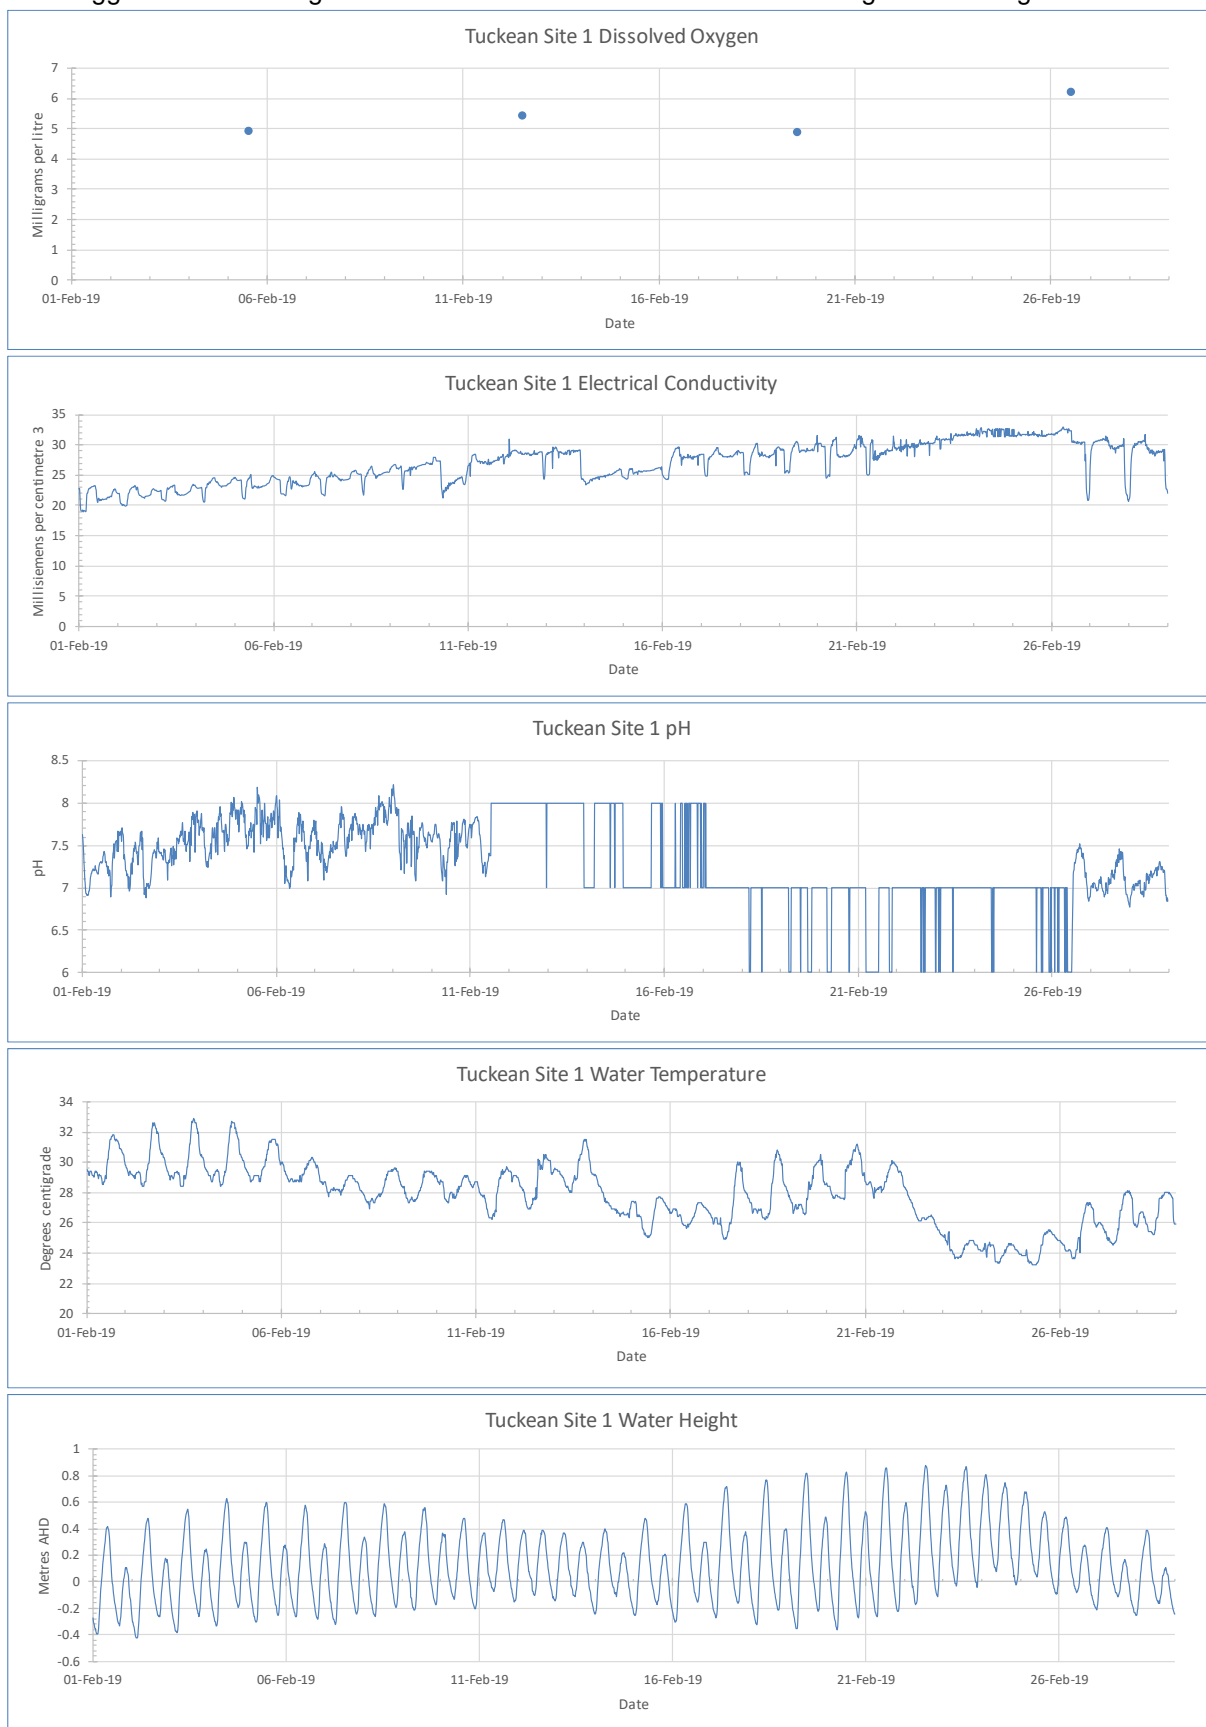 Tuckean Site 1 Dissolved Oxygen
Milligrams per litre
7
6
5
4
3
2
1
0
01-Feb-19 06-Feb-19 11-Feb-19 16-Feb-19 21-Feb-19 26-Feb-19
Date
Tuckean Site 1 Electrical Conductivity
Millisiemens per centimetre 3
35
30
25
20
15
10
5
0
01-Feb-19 06-Feb-19 11-Feb-19 16-Feb-19 21-Feb-19 26-Feb-19
Date
Tuckean Site 1 pH
pH
8.5
8
7.5
7
6.5
6
01-Feb-19 06-Feb-19 11-Feb-19 16-Feb-19 21-Feb-19 26-Feb-19
Date
Tuckean Site 1 Water Temperature
Degrees centigrade
34
32
30
28
26
24
22
20
01-Feb-19 06-Feb-19 11-Feb-19 16-Feb-19 21-Feb-19 26-Feb-19
Date
Tuckean Site 1 Water Height
Metres AHD
1
0.8
0.6
0.4
0.2
0
-0.2
-0.4
-0.6
01-Feb-19 06-Feb-19 11-Feb-19 16-Feb-19 21-Feb-19 26-Feb-19
Date